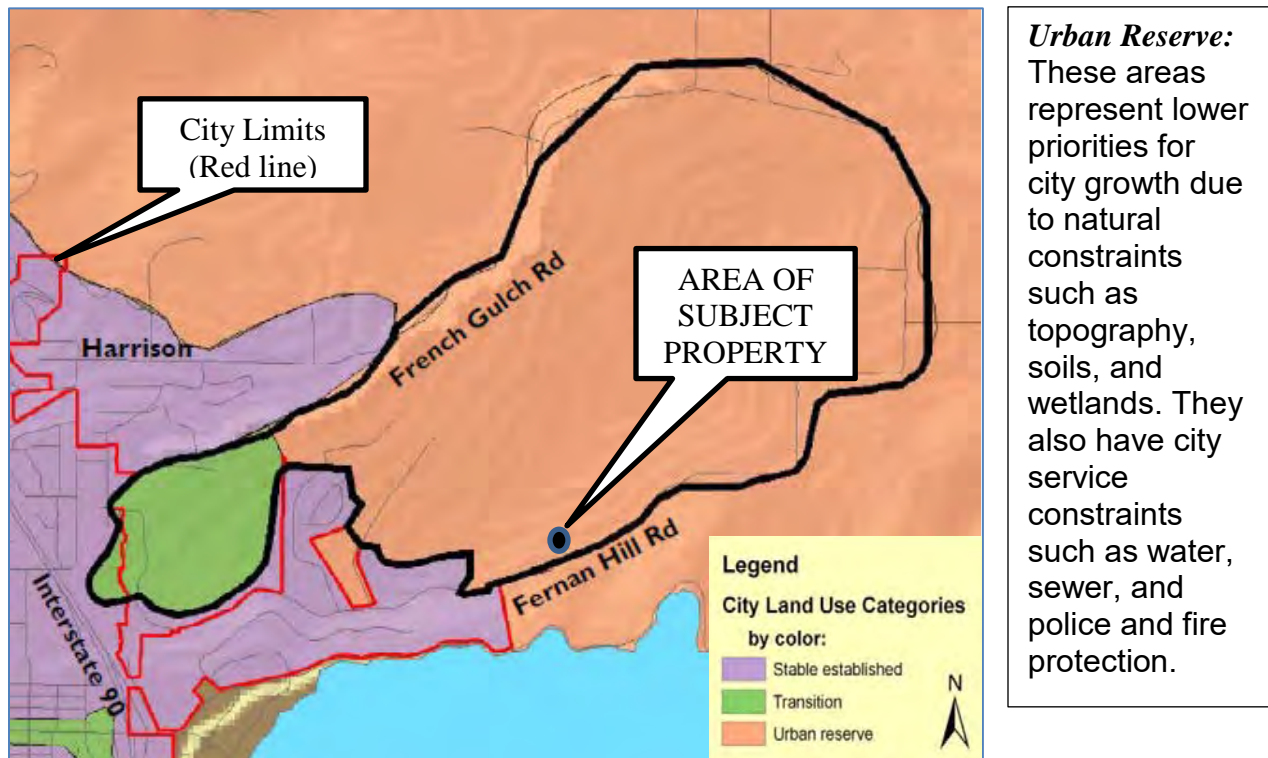 City Limits
(Red line)
AREA OF
SUBJECT
PROPERTY
Harrison
French Gulch Rd
Fernan Hill Rd
Interstate 90
Legend
City Land Use Categories
by color:
Stable established
Transition
Urban reserve
N
Urban Reserve:
These areas
represent lower
priorities for
city growth due
to natural
constraints
such as
topography,
soils, and
wetlands. They
also have city
service
constraints
such as water,
sewer, and
police and fire
protection.